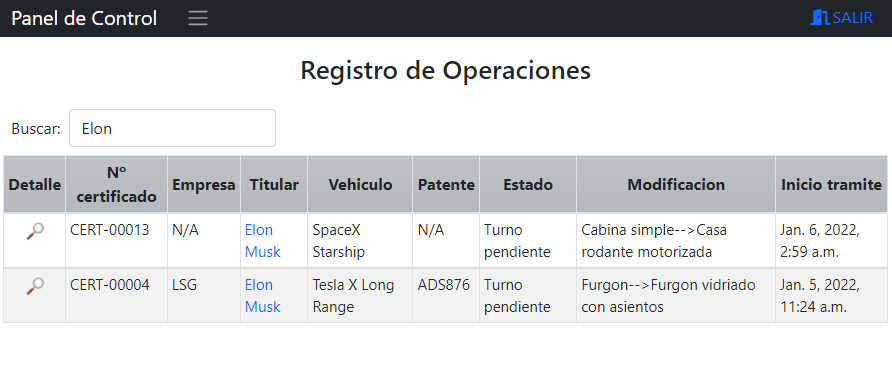 Panel de Control SALIR
Registro de Operaciones
Buscar: Elon
Detalle Nº certificado Empresa Titular Vehiculo Patente Estado Modificacion Inicio tramite
CERT-00013 N/A Elon Musk SpaceX Starship N/A Turno pendiente Cabina simple-->Casa rodante motorizada Jan. 6, 2022, 2:59 a.m.
CERT-00004 LSG Elon Musk Tesla X Long Range ADS876 Turno pendiente Furgon-->Furgon vidriado con asientos Jan. 5, 2022, 11:24 a.m.